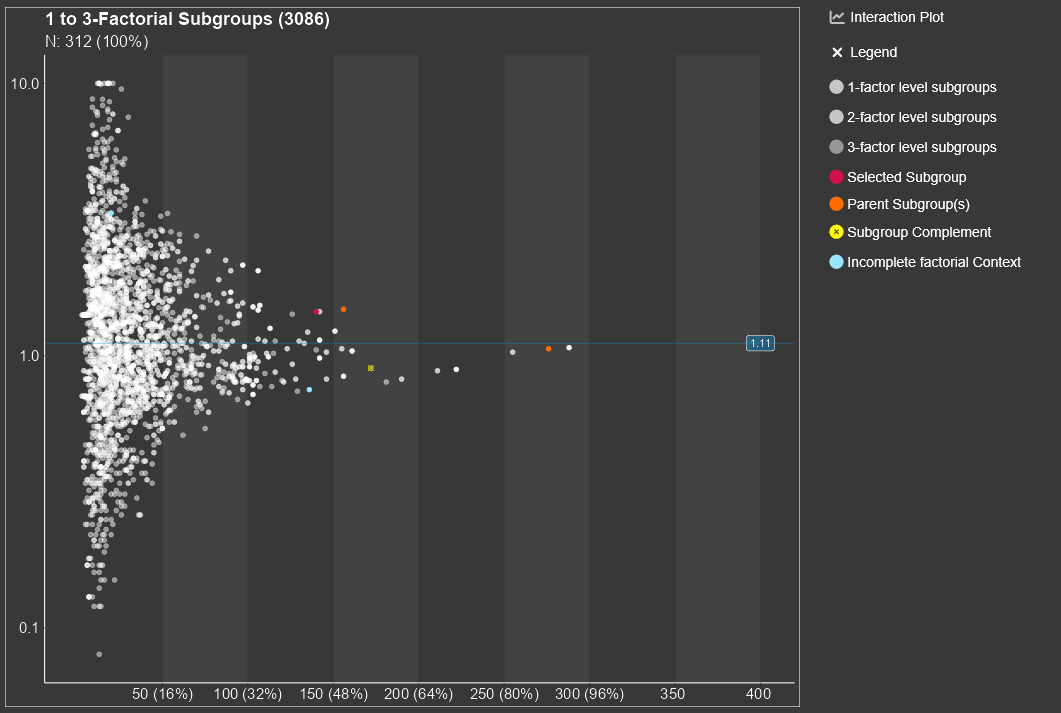 1 to 3-Factorial Subgroups (3086)
N: 312 (100%)
10.0
1.0
0.1
1.11
50 (16%) 100 (32%) 150 (48%) 200 (64%) 250 (80%) 300 (96%) 350 400
Interaction Plot
Legend
1-factor level subgroups
2-factor level subgroups
3-factor level subgroups
Selected Subgroup
Parent Subgroup(s)
Subgroup Complement
Incomplete factorial Context